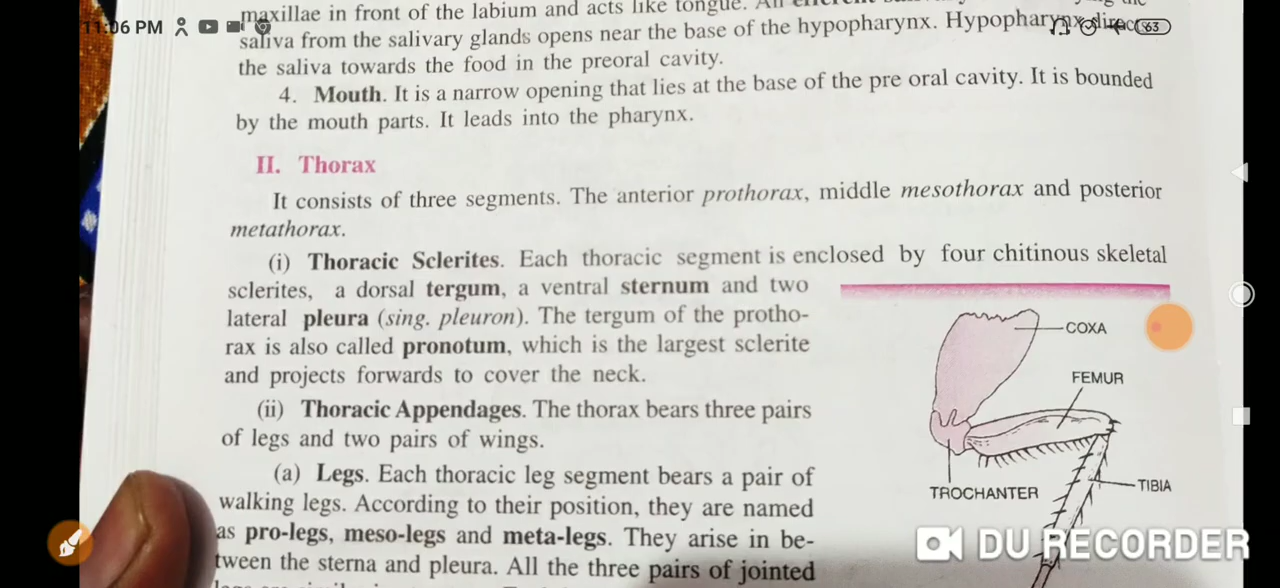 maxillae in front of the labium and acts like tongue. An
11:06 PM
saliva from the salivary glands opens near the base of the hypopharynx. Hypopharynx
63
the saliva towards the food in the preoral cavity.
4. Mouth. It is a narrow opening that lies at the base of the pre oral cavity. It is bounded
by the mouth parts. It leads into the pharynx.
II. Thorax
It consists of three segments. The anterior prothorax, middle mesothorax and posterior
metathorax.
(i) Thoracic Sclerites. Each thoracic segment is enclosed by four chitinous skeletal
sclerites, a dorsal tergum, a ventral sternum and two
lateral pleura (sing. pleuron). The tergum of the protho-
rax is also called pronotum, which is the largest sclerite
and projects forwards to cover the neck.
(ii) Thoracic Appendages. The thorax bears three pairs
of legs and two pairs of wings.
(a) Legs. Each thoracic leg segment bears a pair of
walking legs. According to their position, they are named
as pro-legs, meso-legs and meta-legs. They arise in be-
tween the sterna and pleura. All the three pairs of jointed
COXA
FEMUR
TROCHANTER
TIBIA
DU RECORDER